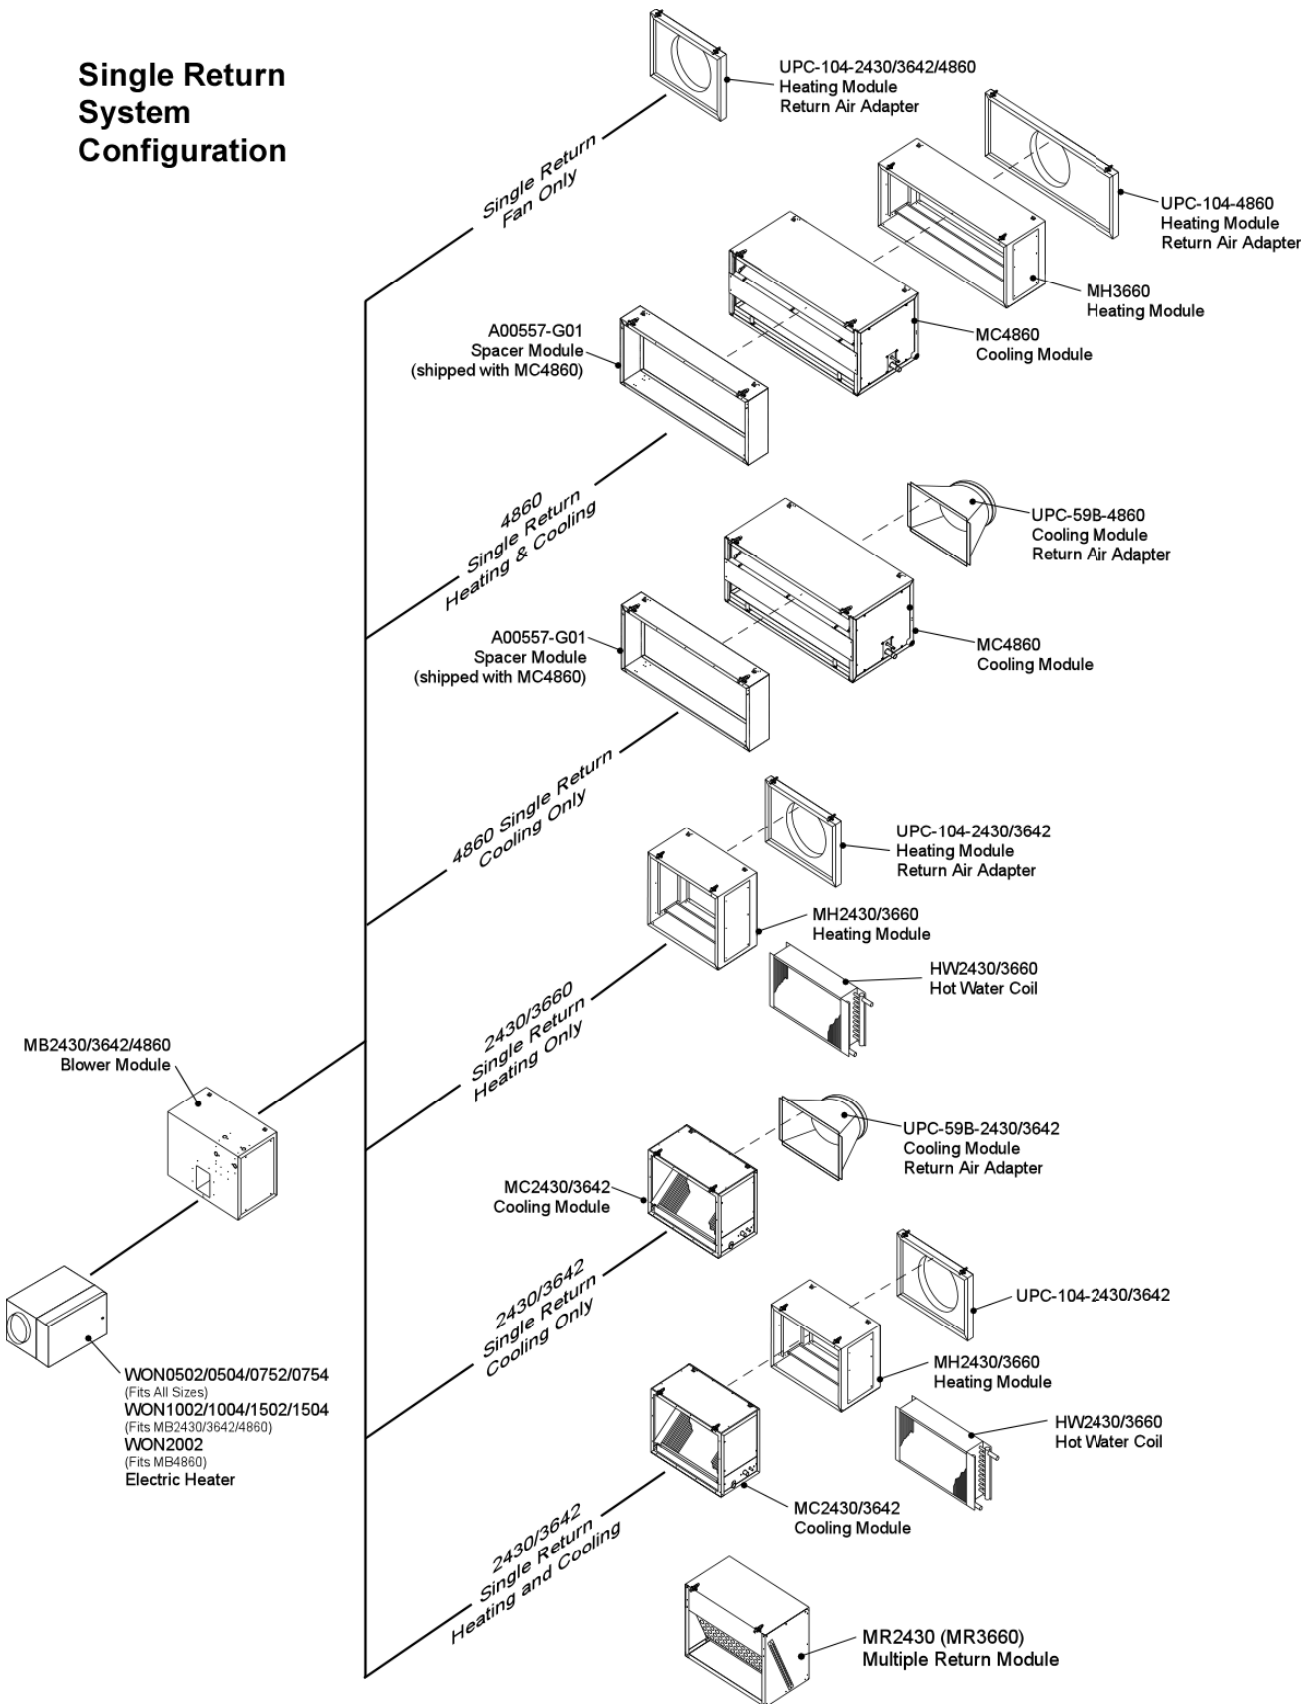 Single Return
System
Configuration
UPC-104-2430/3642/4860
Heating Module
Return Air Adapter
Single Return
Fan Only
UPC-104-4860
Heating Module
Return Air Adapter
MH3660
Heating Module
MC4860
Cooling Module
A00557-G01
Spacer Module
(shipped with MC4860)
4860
Single Return
Heating & Cooling
UPC-59B-4860
Cooling Module
Return Air Adapter
MC4860
Cooling Module
A00557-G01
Spacer Module
(shipped with MC4860)
4860 Single Return
Cooling Only
UPC-104-2430/3642
Heating Module
Return Air Adapter
MH2430/3660
Heating Module
HW2430/3660
Hot Water Coil
2430/3660
Single Return
Heating Only
MB2430/3642/4860
Blower Module
UPC-59B-2430/3642
Cooling Module
Return Air Adapter
MC2430/3642
Cooling Module
2430/3642
Single Return
Cooling Only
UPC-104-2430/3642
MH2430/3660
Heating Module
HW2430/3660
Hot Water Coil
MC2430/3642
Cooling Module
2430/3642
Single Return
Heating and Cooling
WON0502/0504/0752/0754
(Fits All Sizes)
WON1002/1004/1502/1504
(Fits MB2430/3642/4860)
WON2002
(Fits MB4860)
Electric Heater
MR2430 (MR3660)
Multiple Return Module